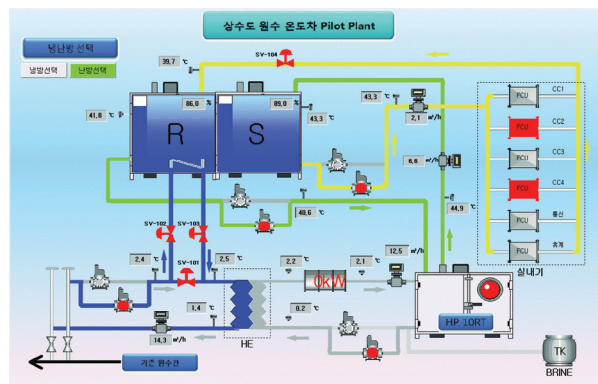 상수도 원수 온도차 Pilot Plant
냉난방 선택
냉방선택 난방선택
39,7 ℃
SV-104
86,0 %
89,0 %
41,8 ℃
R
S
43,3 ℃
43,3 ℃
2,1 ㎥/h
6,6 ㎥/h
44,9 ℃
40,6 ℃
FCU CC1
FCU CC2
FCU CC3
FCU CC4
FCU 통신
FCU 휴게
실내기
SV-102
SV-103
2,4 ℃
SV-101
2,5 ℃
2,2 ℃
0KW
2,1 ℃
12,5 ㎥/h
1,4 ℃
0,2 ℃
14,3 ㎥/h
HE
HP 10RT
TK
BRINE
기존 원수관